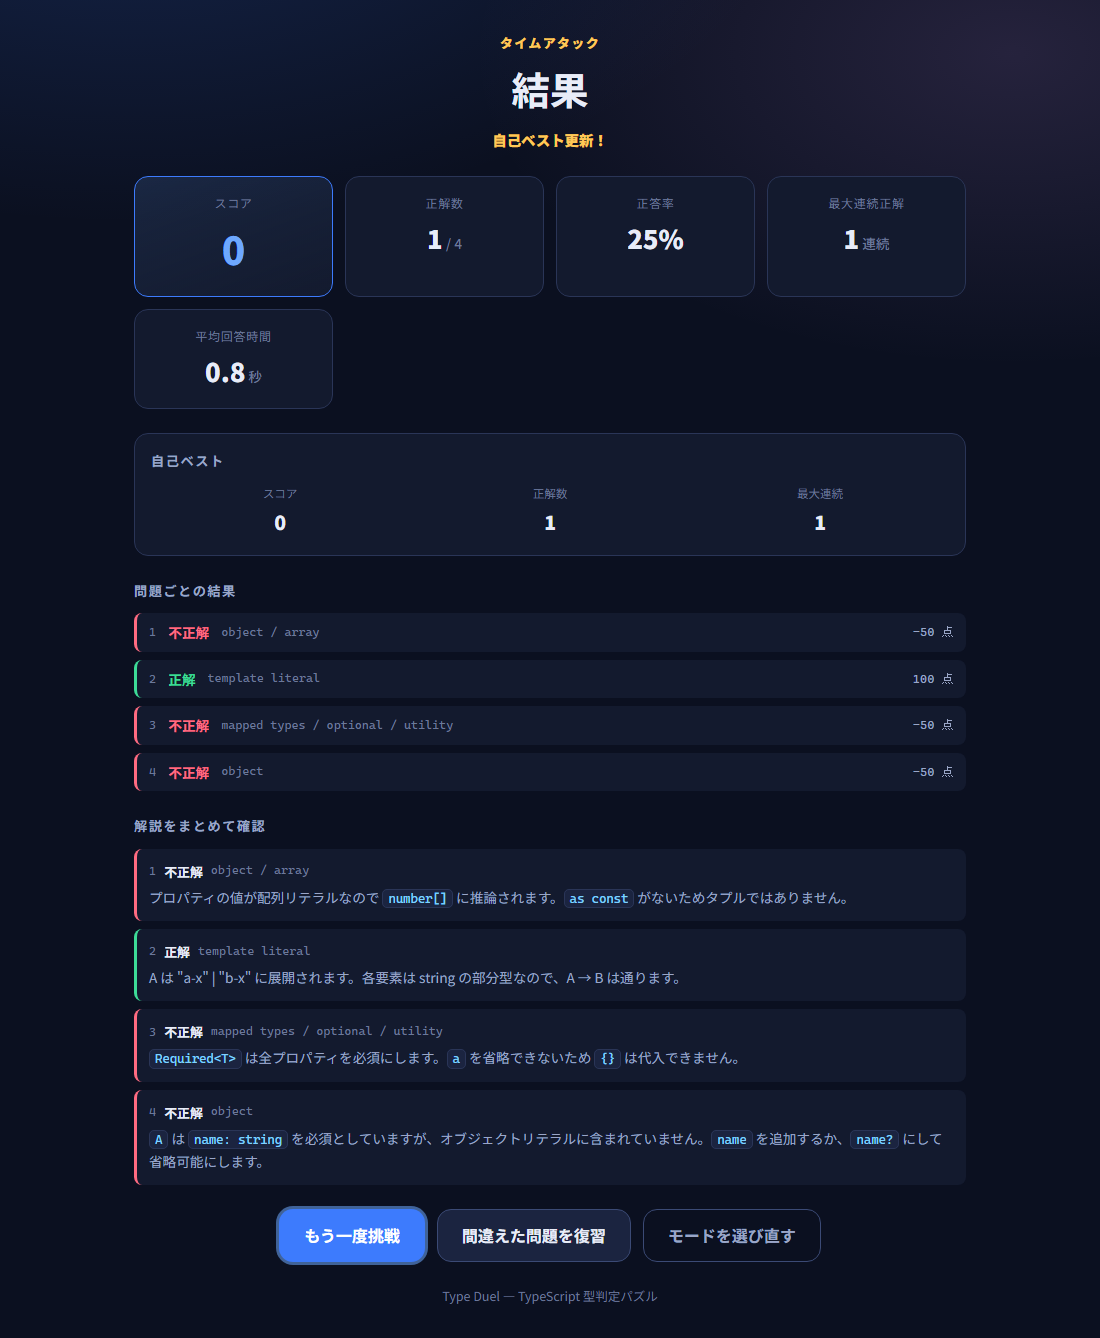 タイムアタック
結果
自己ベスト更新！
スコア
0
正解数
1 / 4
正答率
25%
最大連続正解
1 連続
平均回答時間
0.8 秒
自己ベスト
スコア
0
正解数
1
最大連続
1
問題ごとの結果
1 不正解 object / array −50 点
2 正解 template literal 100 点
3 不正解 mapped types / optional / utility −50 点
4 不正解 object −50 点
解説をまとめて確認
1 不正解 object / array
プロパティの値が配列リテラルなので number[] に推論されます。as const がないためタプルではありません。
2 正解 template literal
A は "a-x" | "b-x" に展開されます。各要素は string の部分型なので、A → B は通ります。
3 不正解 mapped types / optional / utility
Required<T> は全プロパティを必須にします。a を省略できないため {} は代入できません。
4 不正解 object
A は name: string を必須としていますが、オブジェクトリテラルに含まれていません。name を追加するか、name? にして
省略可能にします。
もう一度挑戦
間違えた問題を復習
モードを選び直す
Type Duel — TypeScript 型判定パズル